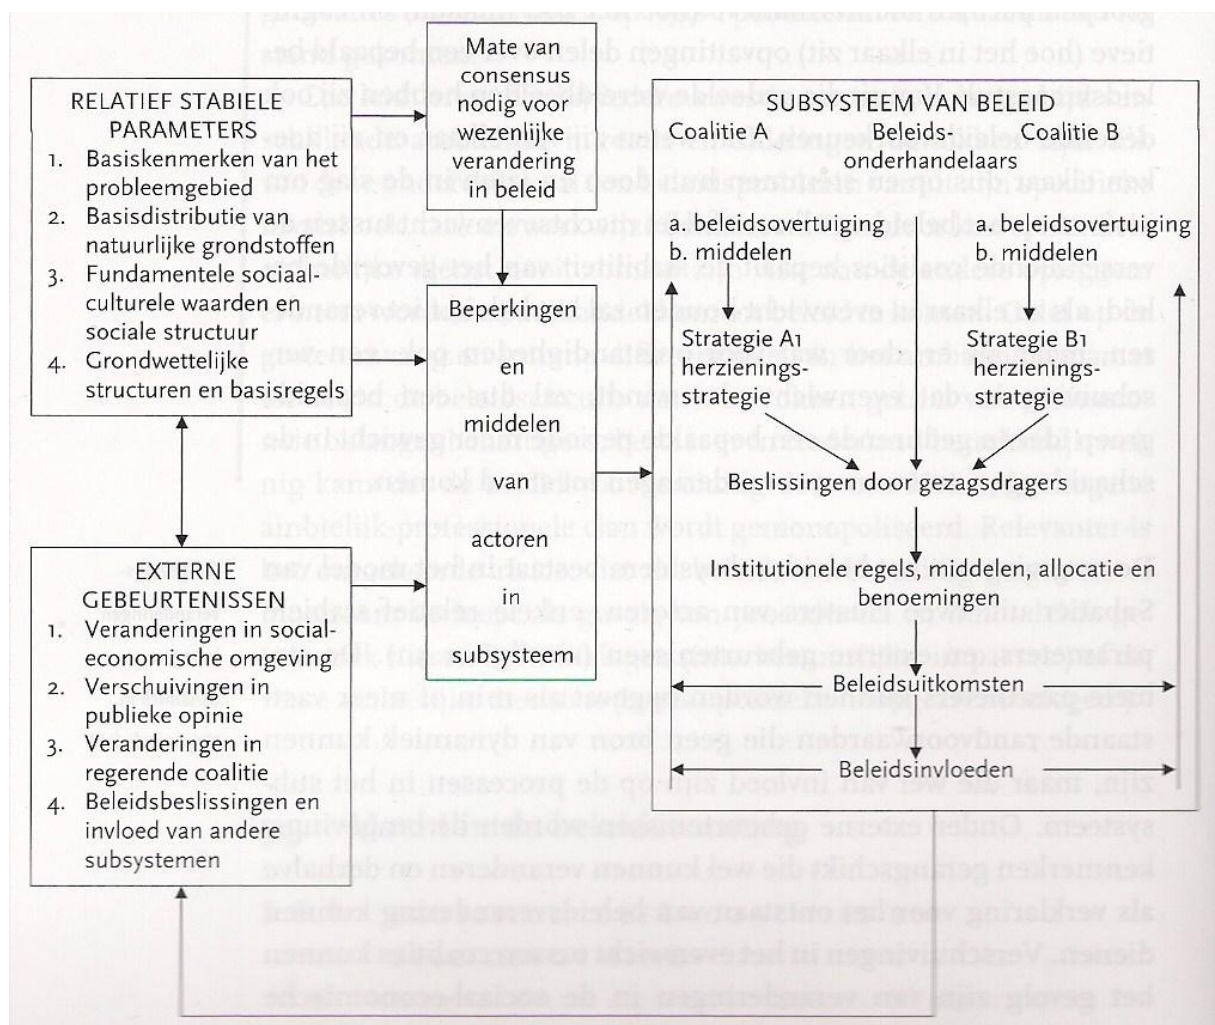 Mate van
consensus
nodig voor
wezenlijke
verandering
in beleid
RELATIEF STABIELE
PARAMETERS
1. Basiskenmerken van het
probleemgebied
2. Basisdistributie van
natuurlijke grondstoffen
3. Fundamentele sociaal-
culturele waarden en
sociale structuur
4. Grondwettelijke
structuren en basisregels
EXTERNE
GEBEURTENISSEN
1. Veranderingen in social-
economische omgeving
2. Verschuivingen in
publieke opinie
3. Veranderingen in
regerende coalitie
4. Beleidsbeslissingen en
invloed van andere
subsystemen
Beperkingen
en
middelen
van
actoren
in
subsysteem
SUBSYSTEEM VAN BELEID
Coalitie A Beleids- Coalitie B
onderhandelaars
a. beleidsovertuiging a. beleidsovertuiging
b. middelen b. middelen
Strategie A1 Strategie B1
herzienings- herzienings-
strategie strategie
Beslissingen door gezagsdragers
Institutionele regels, middelen, allocatie en
benoemingen
Beleidsuitkomsten
Beleidsinvloeden